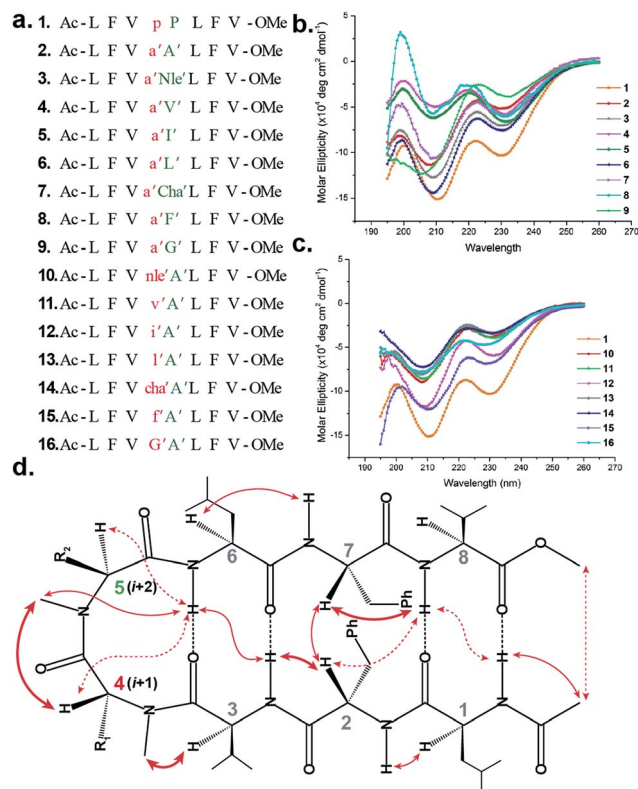 a.
1. Ac-L F V p P L F V-OMe
2. Ac-L F V a′A′ L F V-OMe
3. Ac-L F V a′Nle′L F V-OMe
4. Ac-L F V a′V′ L F V-OMe
5. Ac-L F V a′I′ L F V-OMe
6. Ac-L F V a′L′ L F V-OMe
7. Ac-L F V a′Cha′L F V-OMe
8. Ac-L F V a′F′ L F V-OMe
9. Ac-L F V a′G′ L F V-OMe
10. Ac-L F V nle′A′L F V-OMe
11. Ac-L F V v′A′ L F V-OMe
12. Ac-L F V i′A′ L F V-OMe
13. Ac-L F V l′A′ L F V-OMe
14. Ac-L F V cha′A′L F V-OMe
15. Ac-L F V f′A′ L F V-OMe
16. Ac-L F V G′A′ L F V-OMe
b.
Molar Ellipticity (x10⁴ deg cm² dmol⁻¹)
5
0
-5
-10
-15
190 200 210 220 230 240 250 260
Wavelength
1
2
3
4
5
6
7
8
9
c.
Molar Ellipticity (x10⁴ deg cm² dmol⁻¹)
0
-5
-10
-15
190 200 210 220 230 240 250 260
Wavelength (nm)
1
10
11
12
13
14
15
16
d.
H O H H O H O
R₂ 6 N 7 N 8 O
5 (i+2) N O H Ph H O
N H H H H
O H Ph
4 (i+1) O N H O N
H N 3 2 N 1
R₁ O H H O